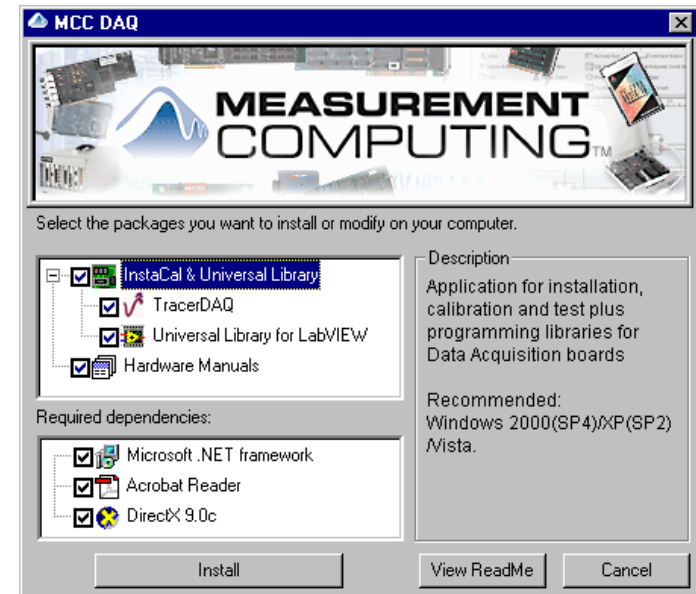 MCC DAQ
MEASUREMENT
COMPUTING™
Select the packages you want to install or modify on your computer.
InstaCal & Universal Library
TracerDAQ
Universal Library for LabVIEW
Hardware Manuals
Required dependencies:
Microsoft .NET framework
Acrobat Reader
DirectX 9.0c
Description
Application for installation,
calibration and test plus
programming libraries for
Data Acquisition boards
Recommended:
Windows 2000(SP4)/XP(SP2)
/Vista.
Install
View ReadMe
Cancel